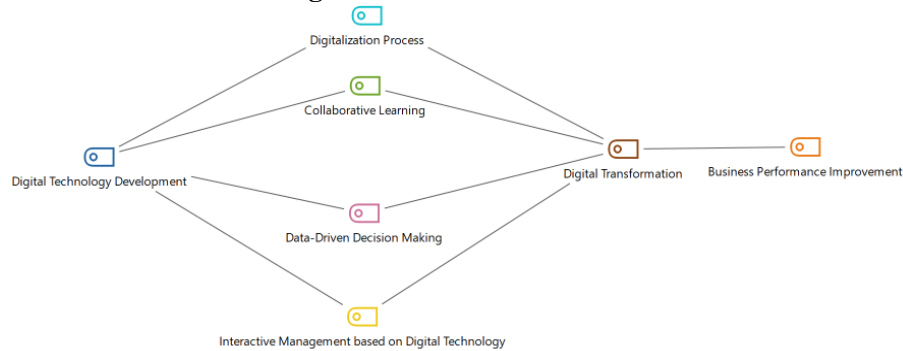 Digitalization Process
Collaborative Learning
Digital Technology Development
Digital Transformation
Business Performance Improvement
Data-Driven Decision Making
Interactive Management based on Digital Technology